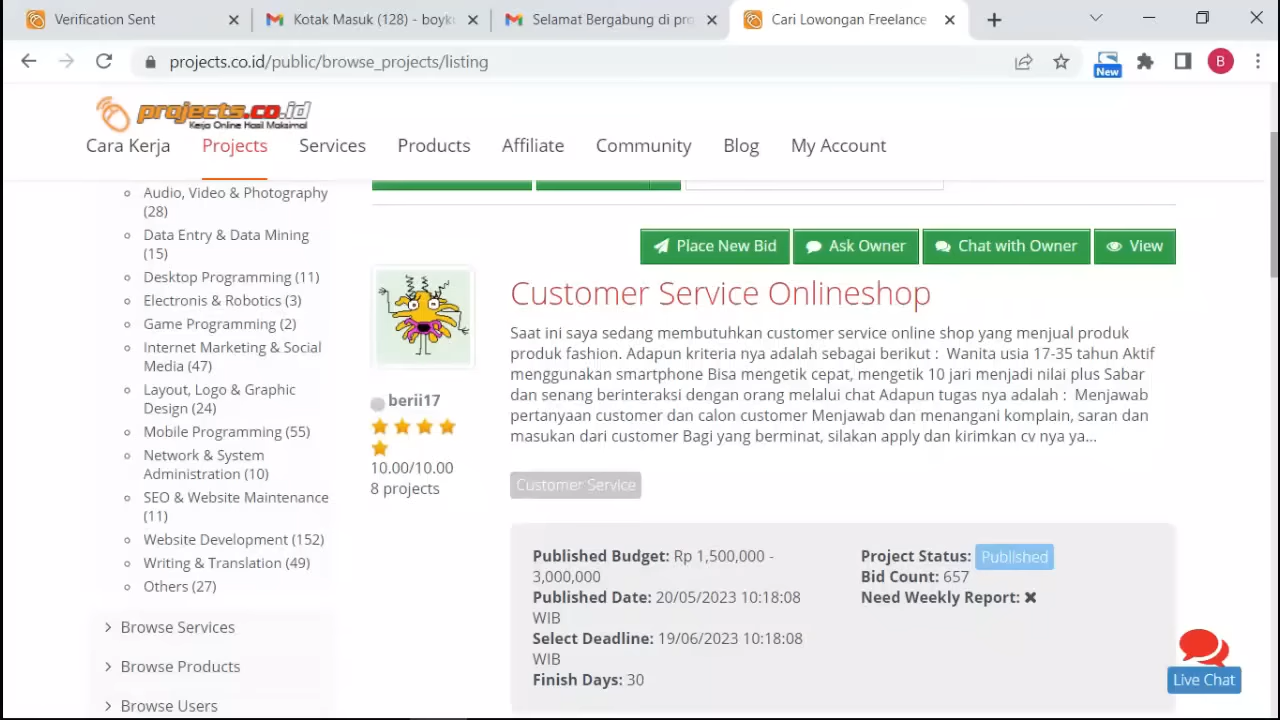 Verification Sent
Kotak Masuk (128) - boyku
Selamat Bergabung di pro
Cari Lowongan Freelance
projects.co.id/public/browse_projects/listing
New
B
projects.co.id
Kerja Online Hasil Maksimal
Cara Kerja
Projects
Services
Products
Affiliate
Community
Blog
My Account
Audio, Video & Photography
(28)
Data Entry & Data Mining
(15)
Desktop Programming (11)
Electronis & Robotics (3)
Game Programming (2)
Internet Marketing & Social
Media (47)
Layout, Logo & Graphic
Design (24)
Mobile Programming (55)
Network & System
Administration (10)
SEO & Website Maintenance
(11)
Website Development (152)
Writing & Translation (49)
Others (27)
Browse Services
Browse Products
Browse Users
Place New Bid
Ask Owner
Chat with Owner
View
berii17
10.00/10.00
8 projects
Customer Service Onlineshop
Saat ini saya sedang membutuhkan customer service online shop yang menjual produk
produk fashion. Adapun kriteria nya adalah sebagai berikut : Wanita usia 17-35 tahun Aktif
menggunakan smartphone Bisa mengetik cepat, mengetik 10 jari menjadi nilai plus Sabar
dan senang berinteraksi dengan orang melalui chat Adapun tugas nya adalah : Menjawab
pertanyaan customer dan calon customer Menjawab dan menangani komplain, saran dan
masukan dari customer Bagi yang berminat, silakan apply dan kirimkan cv nya ya...
Customer Service
Published Budget: Rp 1,500,000 -
3,000,000
Published Date: 20/05/2023 10:18:08
WIB
Select Deadline: 19/06/2023 10:18:08
WIB
Finish Days: 30
Project Status: Published
Bid Count: 657
Need Weekly Report:
Live Chat